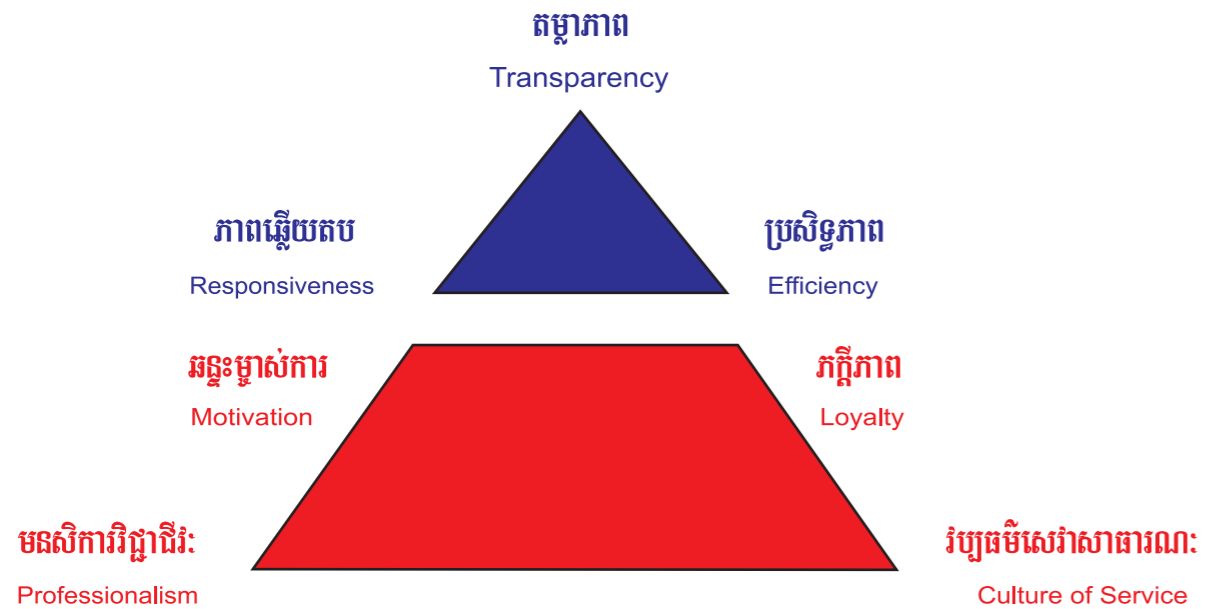 តម្លាភាព
Transparency
ភាពឆ្លើយតប
ប្រសិទ្ធភាព
Responsiveness
Efficiency
ឆន្ទះម្ចាស់ការ
ភក្តីភាព
Motivation
Loyalty
មនសិការវិជ្ជាជីវៈ
វប្បធម៌សេវាសាធារណៈ
Professionalism
Culture of Service